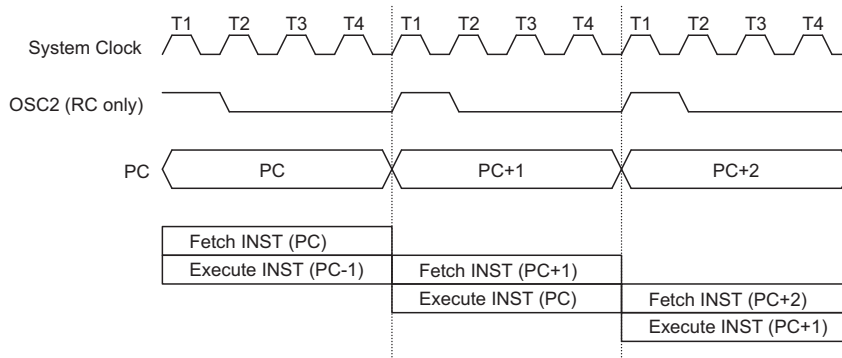 T1 T2 T3 T4 T1 T2 T3 T4 T1 T2 T3 T4
System Clock
OSC2 (RC only)
PC PC PC+1 PC+2
Fetch INST (PC)
Execute INST (PC-1) Fetch INST (PC+1)
Execute INST (PC) Fetch INST (PC+2)
Execute INST (PC+1)